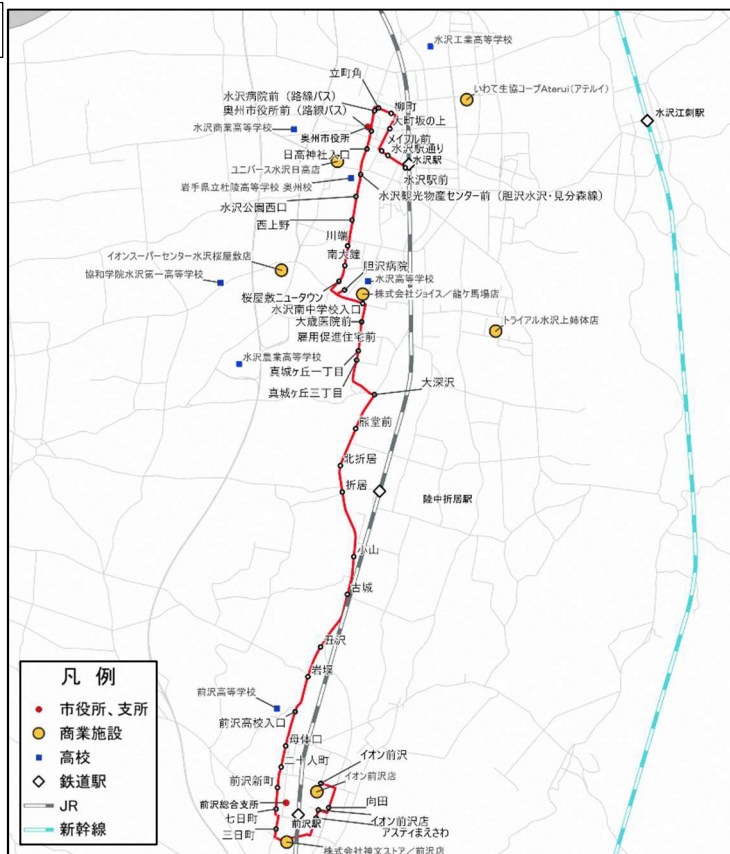 水沢工業高等学校
いわて生協コープAterui(アテルイ)
立町角
水沢病院前(路線バス)
奥州市役所前(路線バス)
柳町
大町坂の上
水沢商業高等学校
奥州市役所
メイプル前
日高神社入口
水沢駅通り
水沢駅
水沢江刺駅
ユニバース水沢日高店
水沢駅前
岩手県立杜陵高等学校 奥州校
水沢観光物産センター前(胆沢水沢・見分森線)
水沢公園西口
西上野
川端
南大鐘
イオンスーパーセンター水沢桜屋敷店
胆沢病院
協和学院水沢第一高等学校
水沢高等学校
株式会社ジョイス/龍ケ馬場店
桜屋敷ニュータウン
水沢南中学校入口
大歳医院前
トライアル水沢上姉体店
雇用促進住宅前
水沢農業高等学校
真城ヶ丘一丁目
真城ヶ丘三丁目
大深沢
熊堂前
北折居
折居
陸中折居駅
小山
古城
丑沢
岩堰
前沢高等学校
前沢高校入口
母体口
二十人町
イオン前沢
イオン前沢店
前沢新町
前沢総合支所
向田
七日町
前沢駅
イオン前沢店
アスティまえさわ
三日町
株式会社神文ストア/前沢店
凡 例
市役所、支所
商業施設
高校
鉄道駅
JR
新幹線